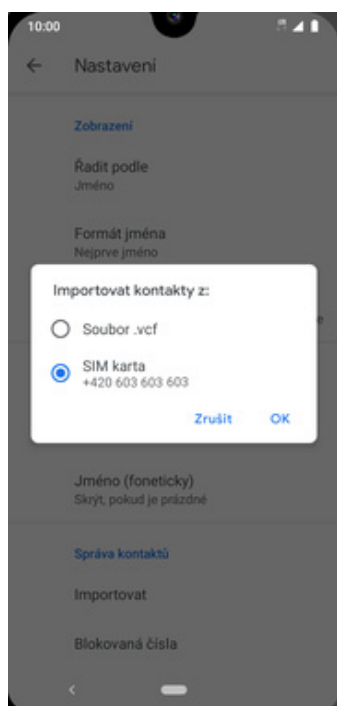 10:00
Nastavení
Zobrazení
Řadit podle
Jméno
Formát jména
Nejprve jméno
Importovat kontakty z:
Soubor .vcf
SIM karta
+420 603 603 603
Zrušit OK
Jméno (foneticky)
Skrýt, pokud je prázdné
Správa kontaktů
Importovat
Blokovaná čísla